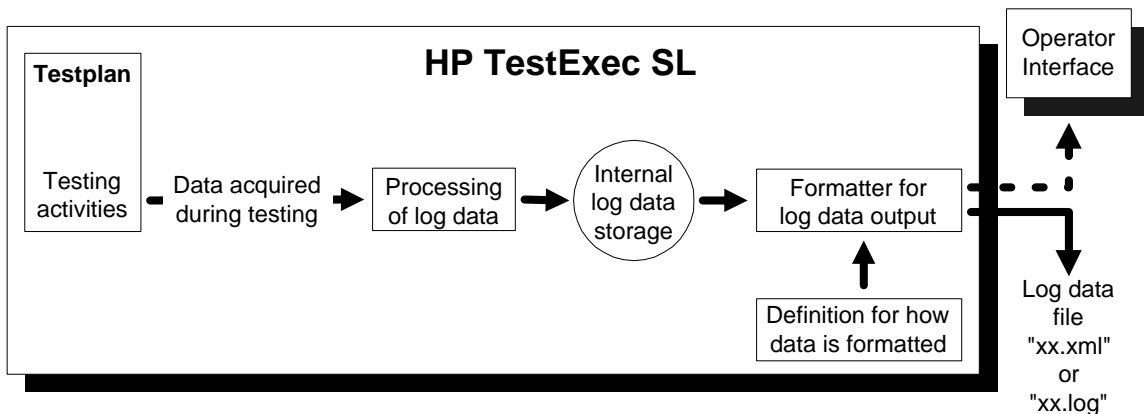 HP TestExec SL
Testplan
Testing
activities
Data acquired
during testing
Processing
of log data
Internal
log data
storage
Formatter for
log data output
Definition for how
data is formatted
Operator
Interface
Log data
file
"xx.xml"
or
"xx.log"